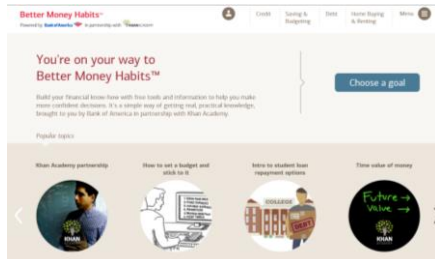 Better Money Habits™
Powered by Bank of America in partnership with KHAN ACADEMY
Credit
Saving & Budgeting
Debt
Home Buying & Renting
Menu
You're on your way to
Better Money Habits™
Build your financial know-how with free tools and information to help you make
more confident decisions. It's a simple way of getting real, practical knowledge,
brought to you by Bank of America in partnership with Khan Academy.
Choose a goal
Popular topics
Khan Academy partnership
How to set a budget and
stick to it
Intro to student loan
repayment options
Time value of money
KHAN
COLLEGE
DEBT
Future →
Value →
KHAN